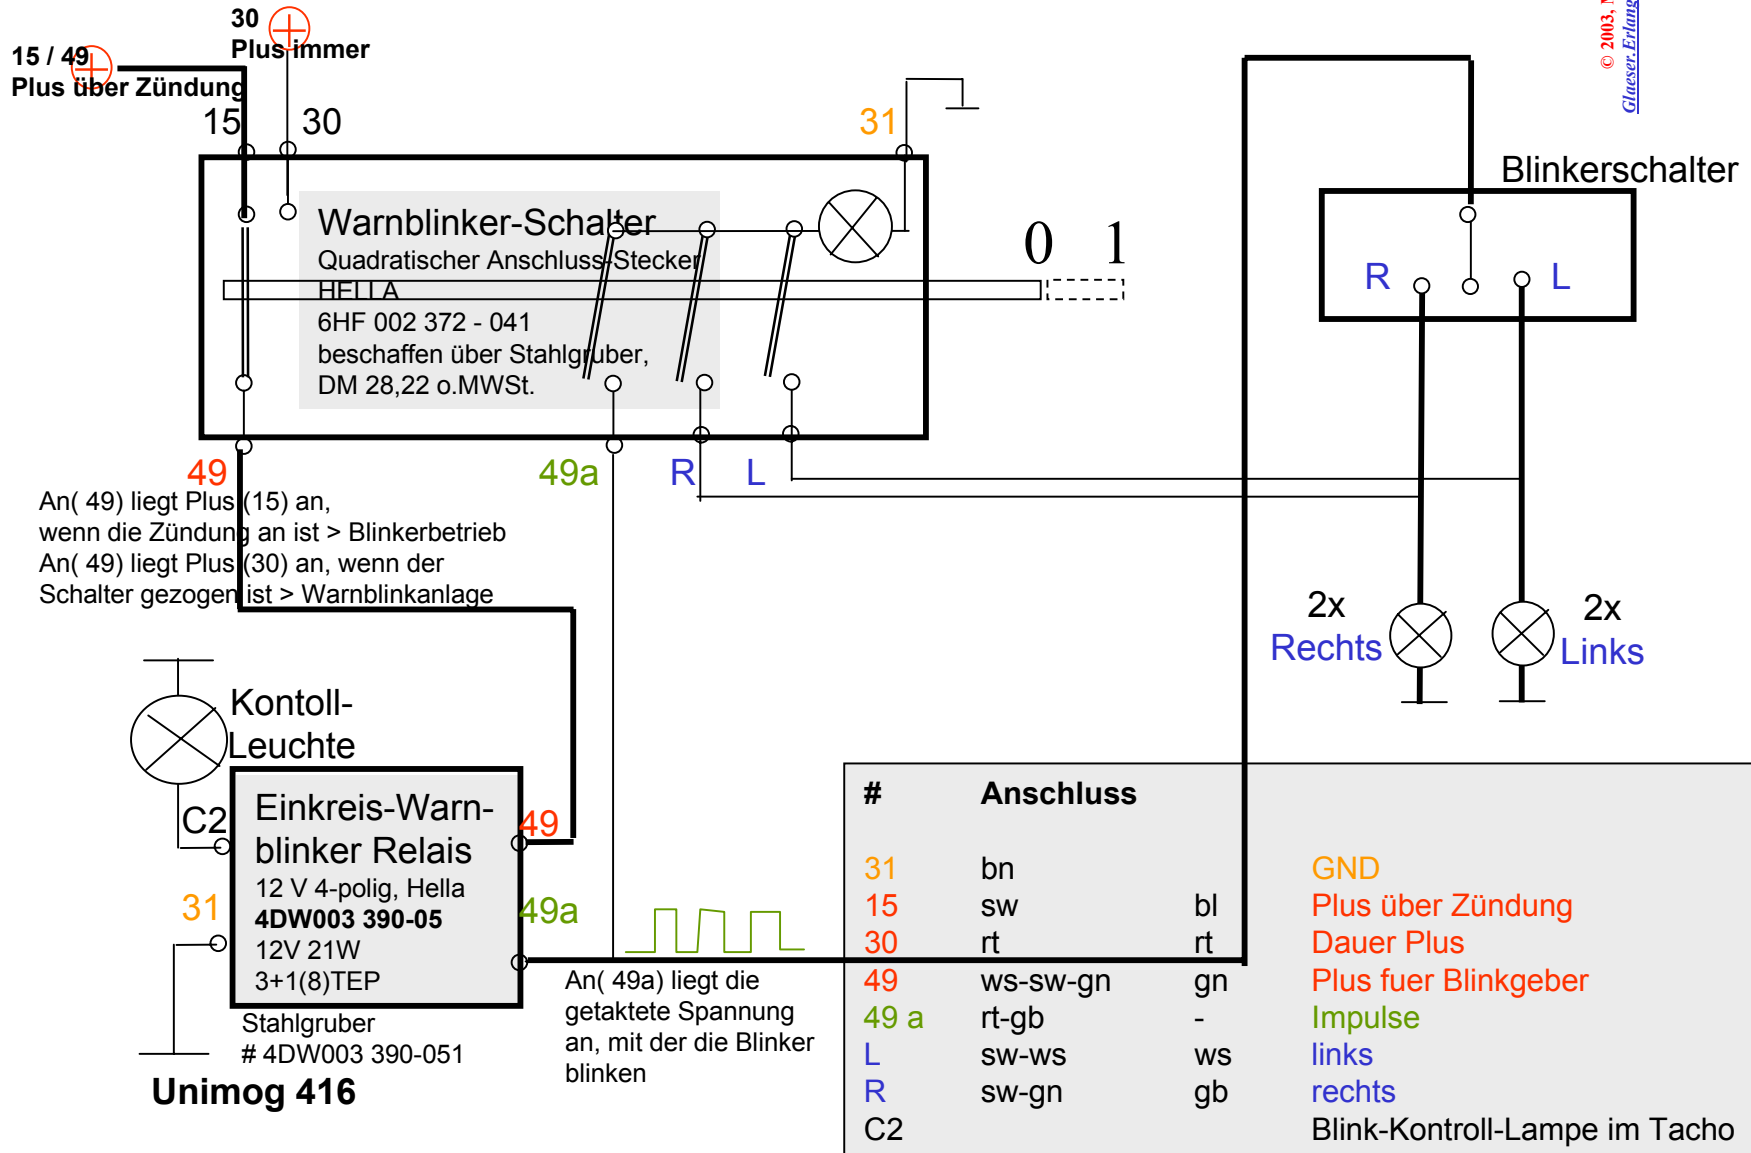 30
Plus immer
15 / 49
Plus über Zündung
© 2003,
Glaeser.Erlang
15
30
31
Blinkerschalter
Warnblinker-Schalter
Quadratischer Anschluss-Stecker
HELLA
6HF 002 372 - 041
beschaffen über Stahlgruber,
DM 28,22 o.MWSt.
0
1
R
L
49
49a
R
L
An( 49) liegt Plus (15) an,
wenn die Zündung an ist > Blinkerbetrieb
An( 49) liegt Plus (30) an, wenn der
Schalter gezogen ist > Warnblinkanlage
2x
Rechts
2x
Links
Kontoll-
Leuchte
C2
31
Einkreis-Warn-
blinker Relais
12 V 4-polig, Hella
4DW003 390-05
12V 21W
3+1(8)TEP
49
49a
Stahlgruber
# 4DW003 390-051
Unimog 416
An( 49a) liegt die
getaktete Spannung
an, mit der die Blinker
blinken
# Anschluss
31 bn GND
15 sw bl Plus über Zündung
30 rt rt Dauer Plus
49 ws-sw-gn gn Plus fuer Blinkgeber
49 a rt-gb - Impulse
L sw-ws ws links
R sw-gn gb rechts
C2 Blink-Kontroll-Lampe im Tacho